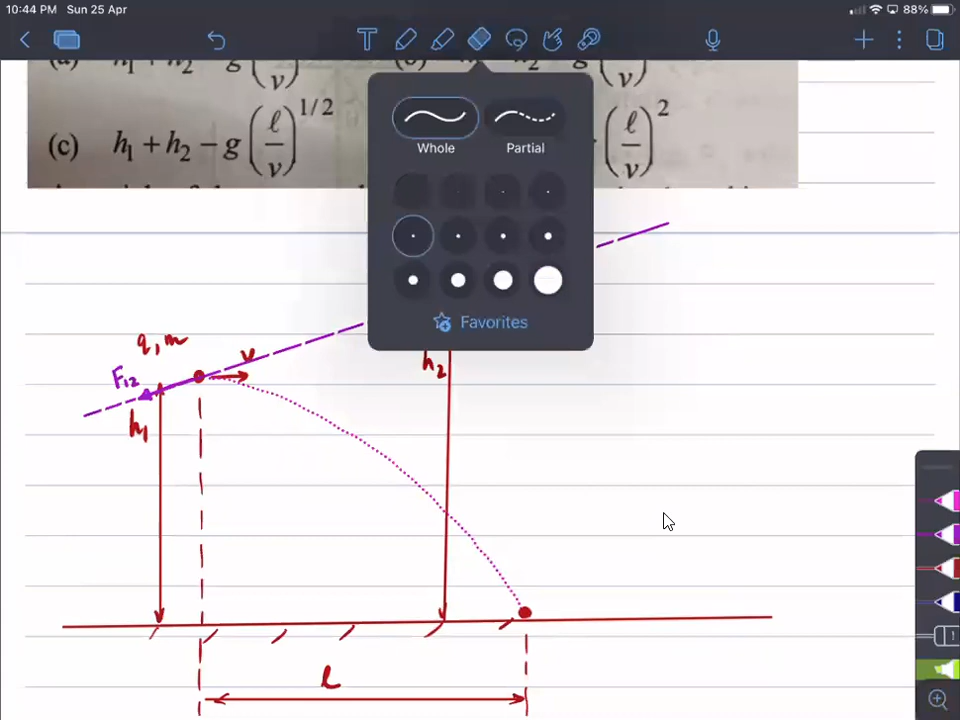 10:44 PM Sun 25 Apr 88%
T
(c) h₁ + h₂ − g (ℓ/v)^1/2
(ℓ/v)²
Whole Partial
Favorites
q, m
v
F₁₂
h₂
h₁
l